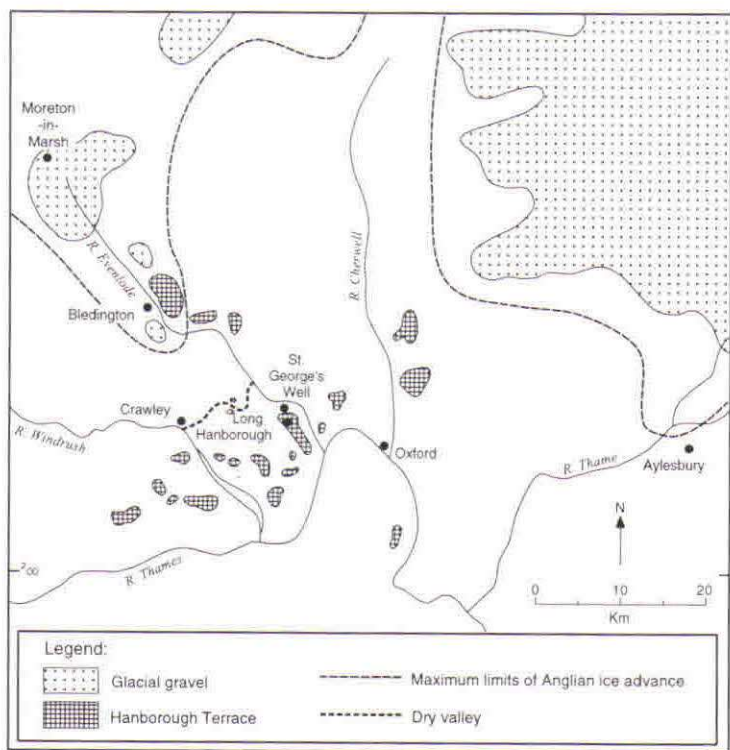 Moreton
-in-
Marsh
R. Evenlode
R. Cherwell
Bledington
St.
George's
Well
Crawley
Long
Hanborough
R. Windrush
Oxford
R. Thame
Aylesbury
R. Thames
N
²00
0 10 20
Km
Legend:
Glacial gravel
Maximum limits of Anglian ice advance
Hanborough Terrace
Dry valley